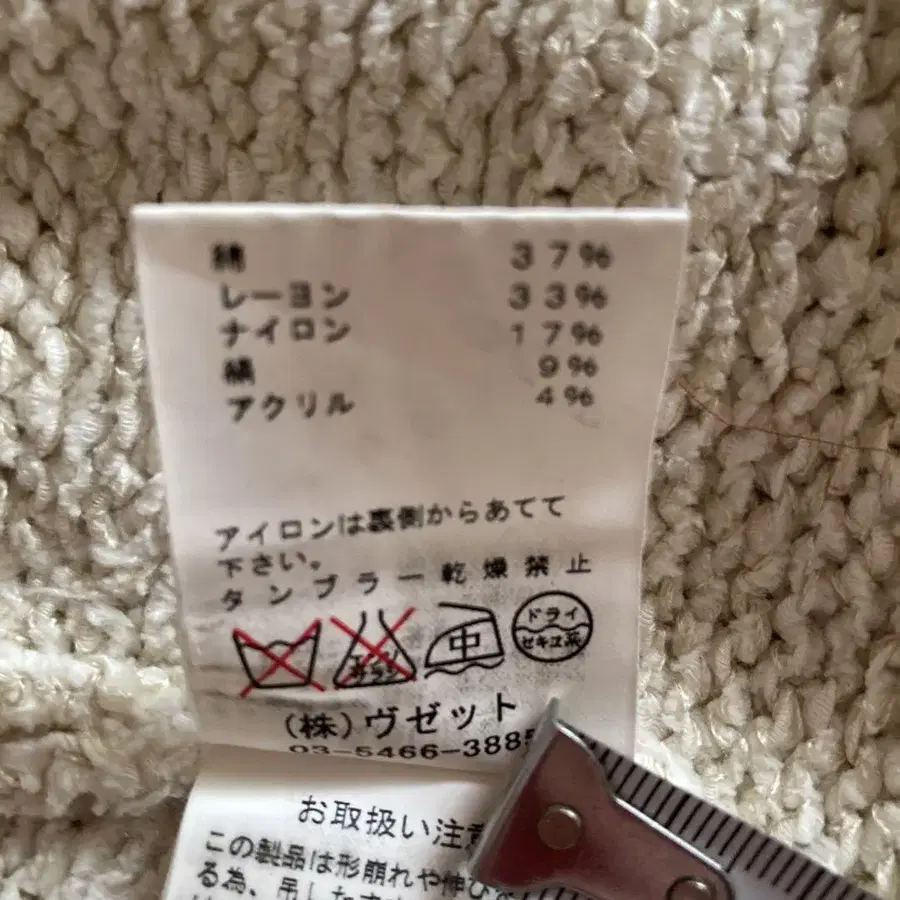 綿 37%
レーヨン 33%
ナイロン 17%
絹 9%
アクリル 4%
アイロンは裏側からあてて
下さい。
タンブラー乾燥禁止
中
ドライ
セキユ系
(株)ヴゼット
03-5466-388
お取扱い注意
この製品は形崩れや伸び
る為、吊した